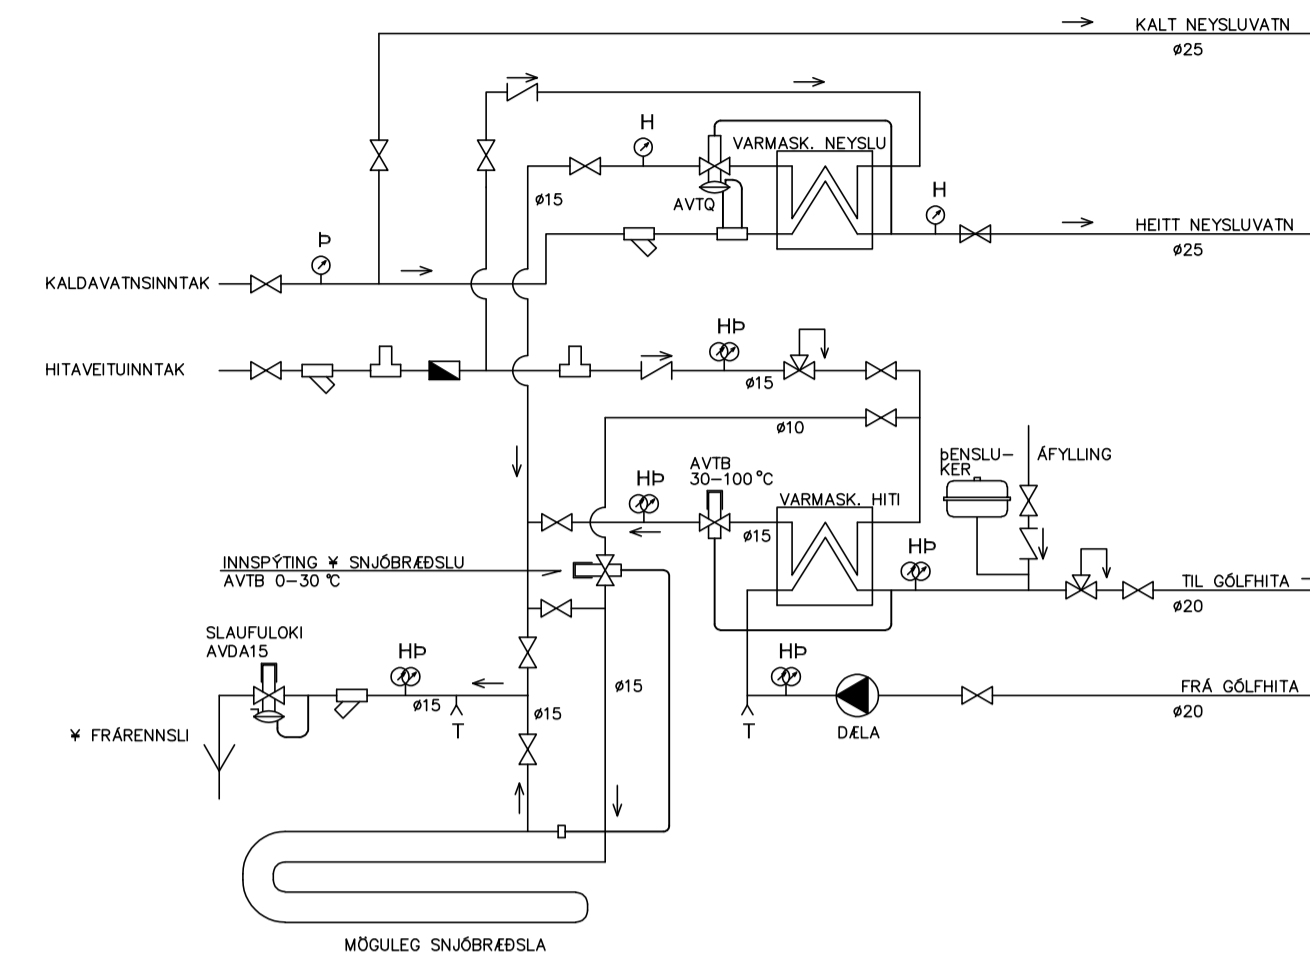 KALT NEYSLUVATN
ø25
H
VARMASK. NEYSLU
H
ø15
AVTQ
HEITT NEYSLUVATN
ø25
Þ
KALDAVATNSINNTAK
HÞ
HITAVEITUINNTAK
ø15
ø10
ÞENSLU-
KER
ÁFYLLING
AVTB
30-100°C
HÞ
VARMASK. HITI
ø15
HÞ
INNSPÝTING ¥ SNJÓBRÆÐSLU
AVTB 0-30 °C
TIL GÓLFHITA
ø20
SLAUFULOKI
AVDA15
HÞ
HÞ
ø15
FRÁ GÓLFHITA
ø20
ø15
ø15
T
T
DÆLA
¥ FRÁRENNSLI
MÖGULEG SNJÓBRÆÐSLA